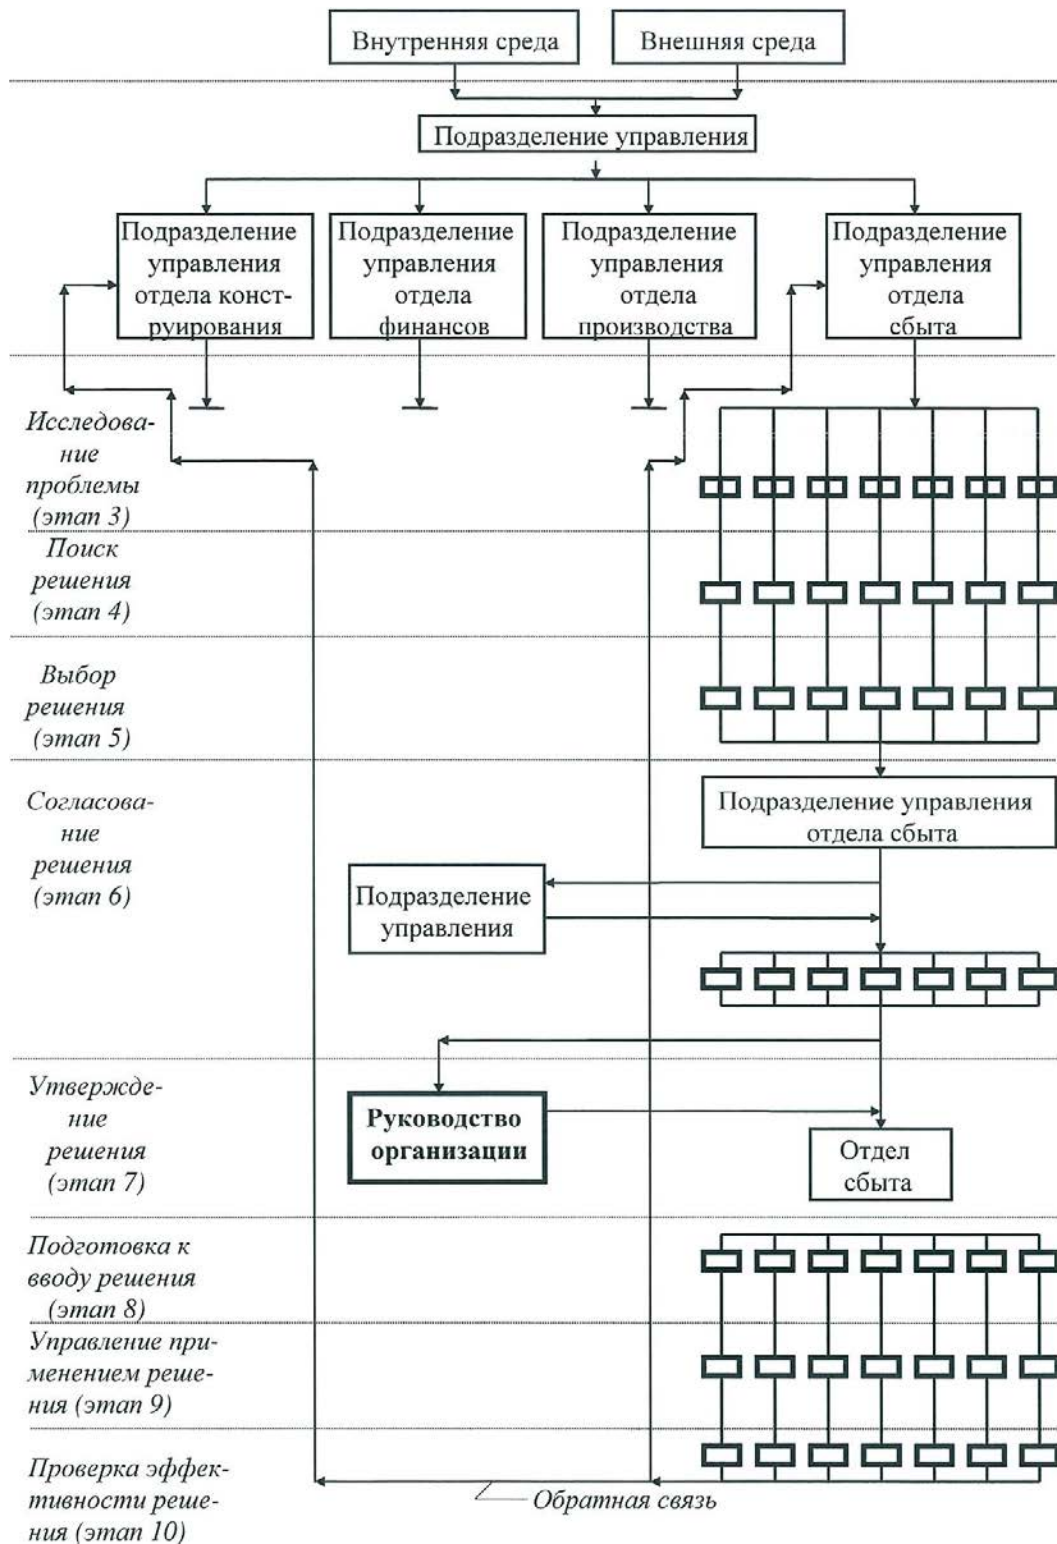 Внутренняя среда
Внешняя среда
Подразделение управления
Подразделение
управления
отдела конст-
руирования
Подразделение
управления
отдела
финансов
Подразделение
управления
отдела
производства
Подразделение
управления
отдела
сбыта
Исследова-
ние
проблемы
(этап 3)
Поиск
решения
(этап 4)
Выбор
решения
(этап 5)
Согласова-
ние
решения
(этап 6)
Подразделение управления
отдела сбыта
Подразделение
управления
Утвержде-
ние
решения
(этап 7)
Руководство
организации
Отдел
сбыта
Подготовка к
вводу решения
(этап 8)
Управление при-
менением реше-
ния (этап 9)
Проверка эффек-
тивности реше-
ния (этап 10)
Обратная связь